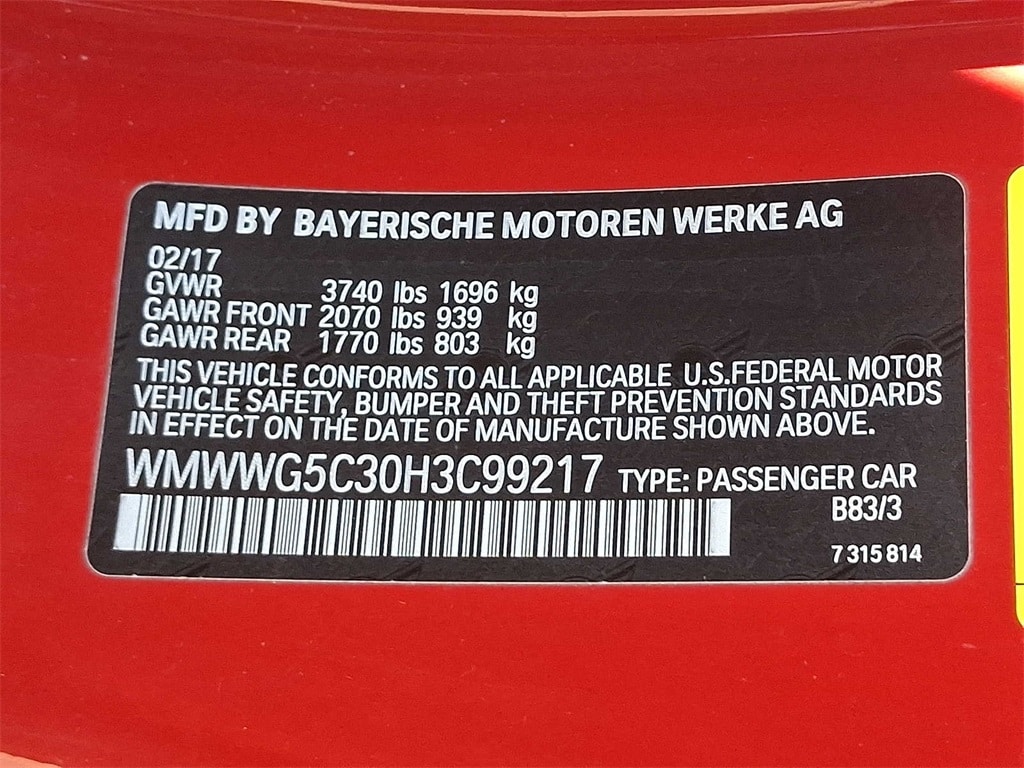 MFD BY BAYERISCHE MOTOREN WERKE AG
02/17
GVWR 3740 lbs 1696 kg
GAWR FRONT 2070 lbs 939 kg
GAWR REAR 1770 lbs 803 kg
THIS VEHICLE CONFORMS TO ALL APPLICABLE U.S.FEDERAL MOTOR
VEHICLE SAFETY, BUMPER AND THEFT PREVENTION STANDARDS
IN EFFECT ON THE DATE OF MANUFACTURE SHOWN ABOVE.
WMWWG5C30H3C99217 TYPE: PASSENGER CAR
B83/3
7 315 814